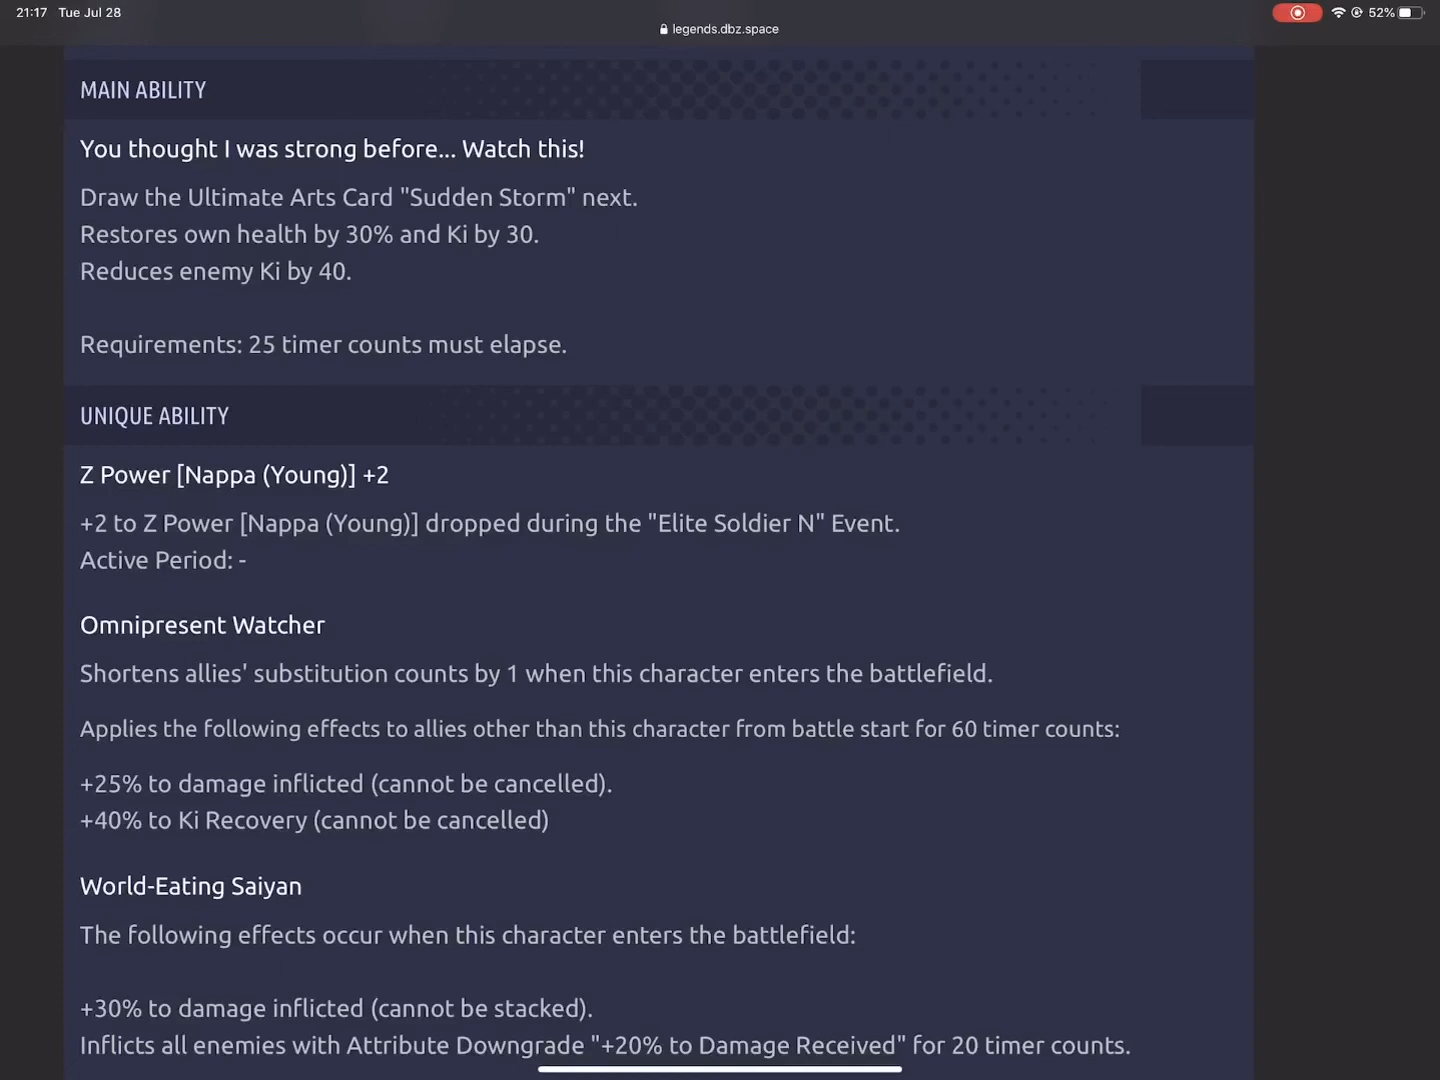 21:17 Tue Jul 28
52%
legends.dbz.space
MAIN ABILITY
You thought I was strong before... Watch this!
Draw the Ultimate Arts Card "Sudden Storm" next.
Restores own health by 30% and Ki by 30.
Reduces enemy Ki by 40.
Requirements: 25 timer counts must elapse.
UNIQUE ABILITY
Z Power [Nappa (Young)] +2
+2 to Z Power [Nappa (Young)] dropped during the "Elite Soldier N" Event.
Active Period: -
Omnipresent Watcher
Shortens allies' substitution counts by 1 when this character enters the battlefield.
Applies the following effects to allies other than this character from battle start for 60 timer counts:
+25% to damage inflicted (cannot be cancelled).
+40% to Ki Recovery (cannot be cancelled)
World-Eating Saiyan
The following effects occur when this character enters the battlefield:
+30% to damage inflicted (cannot be stacked).
Inflicts all enemies with Attribute Downgrade "+20% to Damage Received" for 20 timer counts.